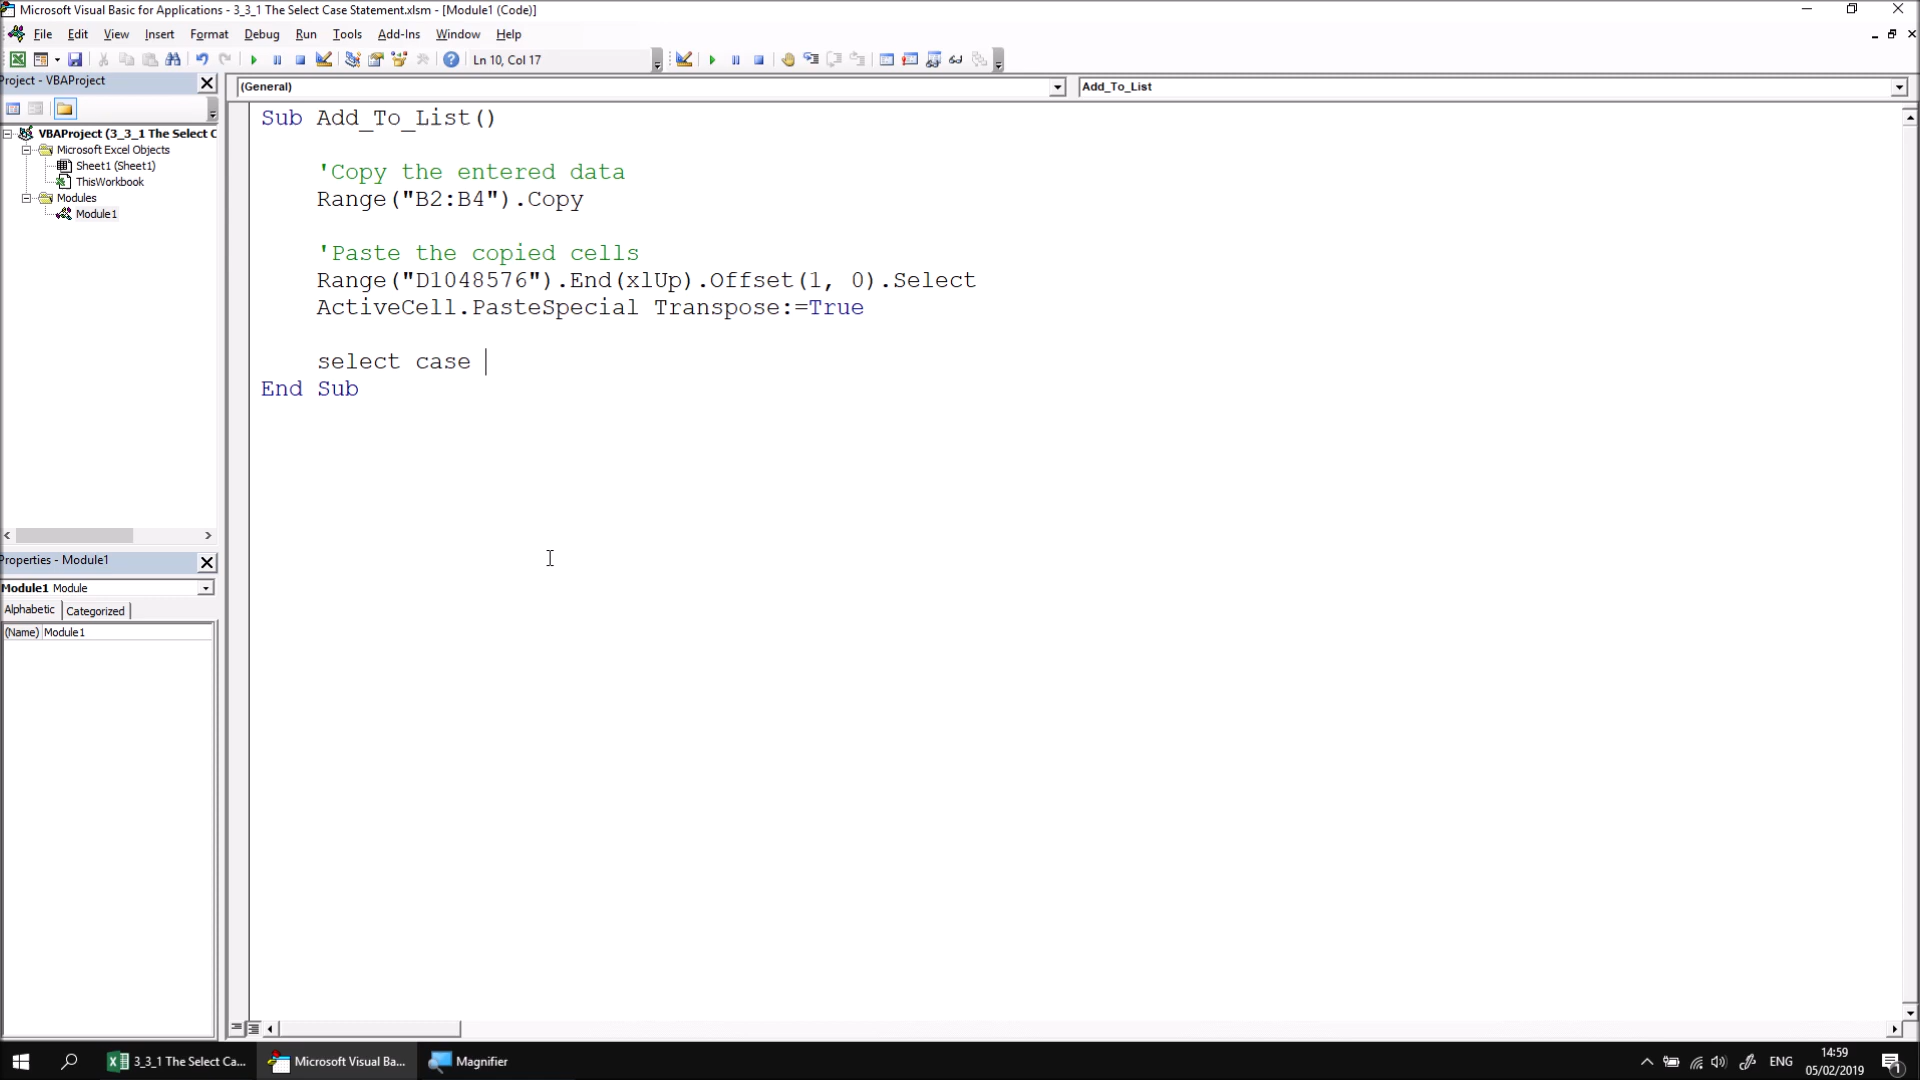 Microsoft Visual Basic for Applications - 3_3_1 The Select Case Statement.xlsm - [Module1 (Code)]
File Edit View Insert Format Debug Run Tools Add-Ins Window Help
Ln 10, Col 17
Project - VBAProject
(General)
Add_To_List
VBAProject (3_3_1 The Select C
Microsoft Excel Objects
Sheet1 (Sheet1)
ThisWorkbook
Modules
Module1
Sub Add_To_List()
'Copy the entered data
Range("B2:B4").Copy
'Paste the copied cells
Range("D1048576").End(xlUp).Offset(1, 0).Select
ActiveCell.PasteSpecial Transpose:=True
select case
End Sub
Properties - Module1
Module1 Module
Alphabetic Categorized
(Name) Module1
3_3_1 The Select Ca...
Microsoft Visual Ba...
Magnifier
ENG
14:59
05/02/2019
1